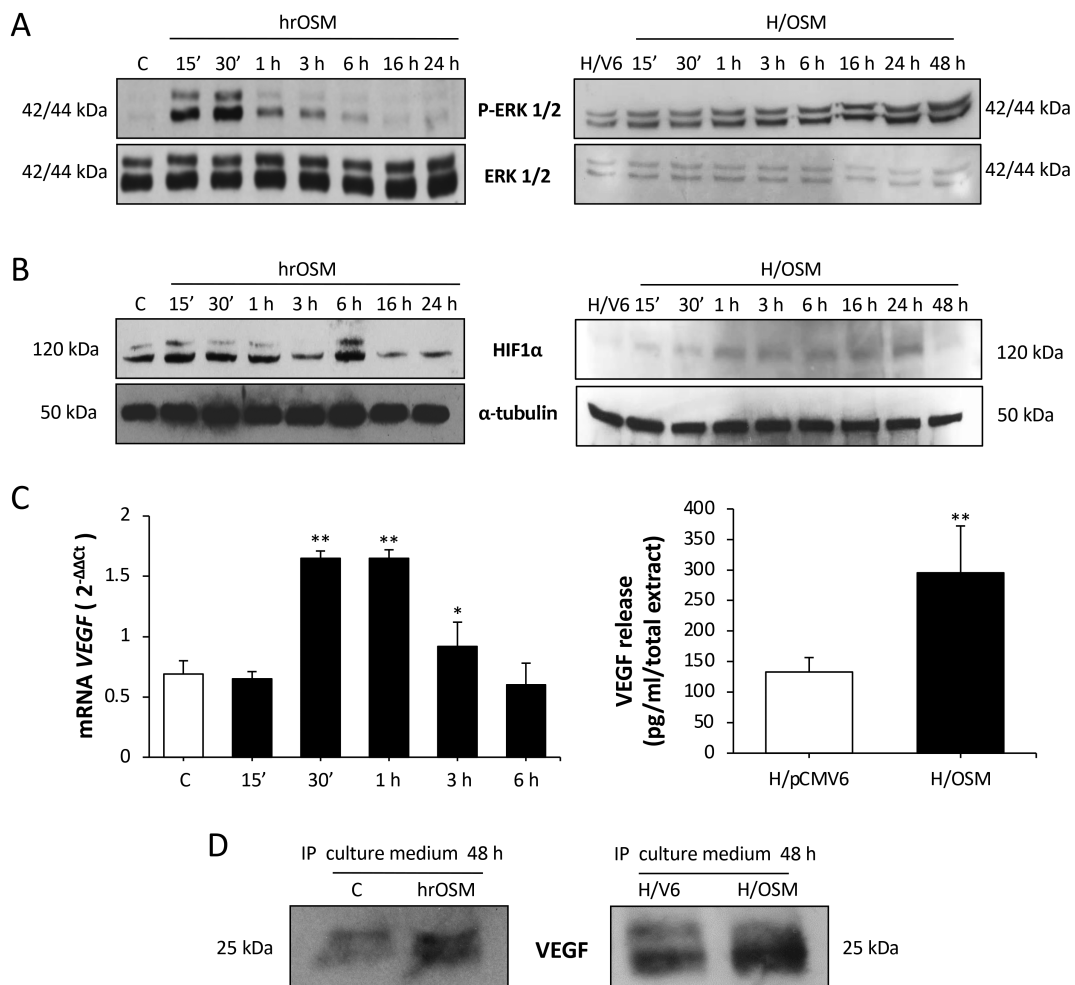 A
hrOSM
H/OSM
C 15’ 30’ 1 h 3 h 6 h 16 h 24 h
H/V6 15’ 30’ 1 h 3 h 6 h 16 h 24 h 48 h
42/44 kDa P-ERK 1/2 42/44 kDa
42/44 kDa ERK 1/2 42/44 kDa
B
hrOSM
H/OSM
C 15’ 30’ 1 h 3 h 6 h 16 h 24 h
H/V6 15’ 30’ 1 h 3 h 6 h 16 h 24 h 48 h
120 kDa HIF1α 120 kDa
50 kDa α-tubulin 50 kDa
C
mRNA VEGF ( 2-ΔΔCt)
2
1.5
1
0.5
0
** ** *
C 15’ 30’ 1 h 3 h 6 h
VEGF release
(pg/ml/total extract)
400
350
300
250
200
150
100
50
0
**
H/pCMV6 H/OSM
D
IP culture medium 48 h
IP culture medium 48 h
C hrOSM
H/V6 H/OSM
25 kDa VEGF 25 kDa